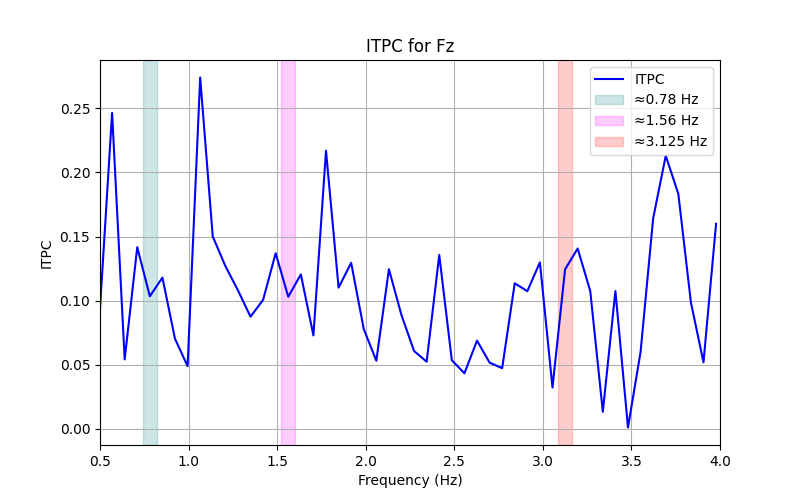 ITPC for Fz
ITPC
≈0.78 Hz
≈1.56 Hz
≈3.125 Hz
0.25
0.20
0.15
0.10
0.05
0.00
ITPC
0.5 1.0 1.5 2.0 2.5 3.0 3.5 4.0
Frequency (Hz)